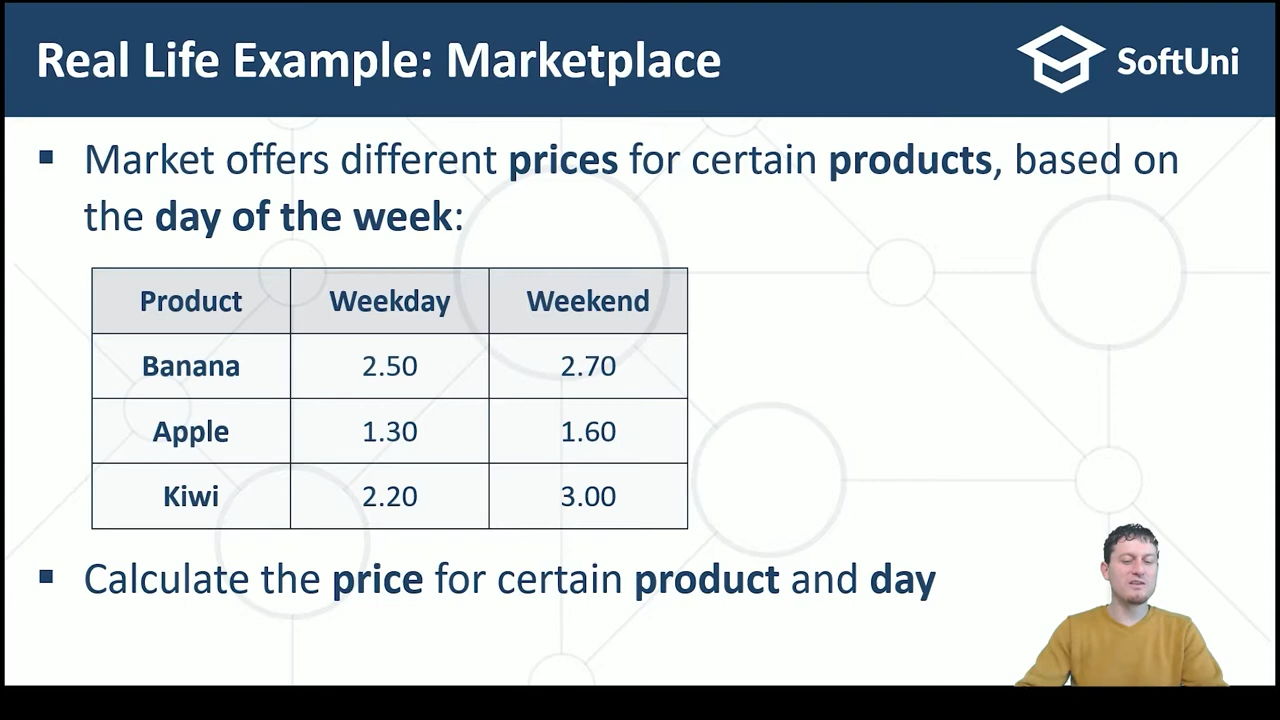 Real Life Example: Marketplace
SoftUni
▪ Market offers different prices for certain products, based on
the day of the week:
Product Weekday Weekend
Banana 2.50 2.70
Apple 1.30 1.60
Kiwi 2.20 3.00
▪ Calculate the price for certain product and day